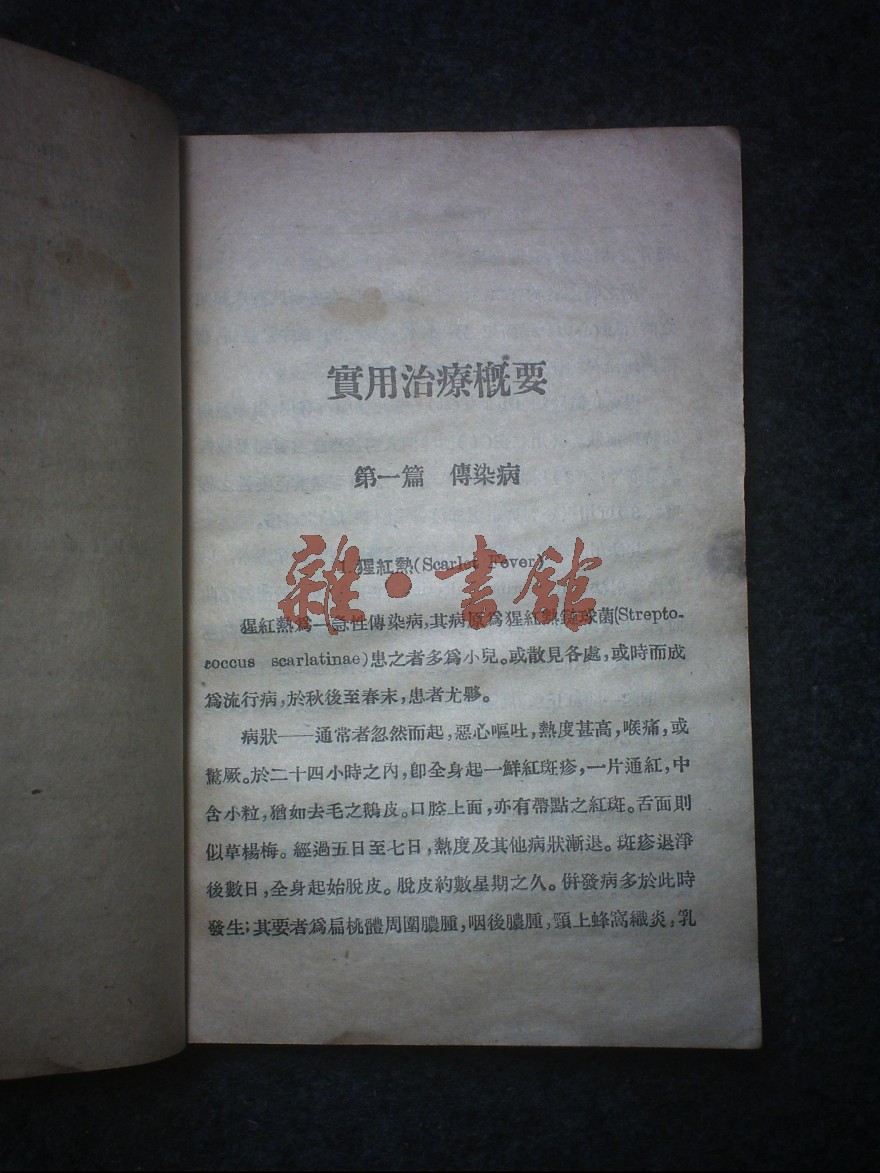 實用治療概要
第一篇 傳染病
1. 猩紅熱(Scarlet Fever)
雜·書館
猩紅熱爲一急性傳染病,其病原爲猩紅熱鏈球菌(Strepto-
coccus scarlatinae)患之者多爲小兒。或散見各處,或時而成
爲流行病,於秋後至春末,患者尤夥。
病狀——通常者忽然而起,惡心嘔吐,熱度甚高,喉痛,或
驚厥。於二十四小時之內,卽全身起一鮮紅斑疹,一片通紅,中
含小粒,猶如去毛之鵝皮。口腔上面,亦有帶點之紅斑。舌面則
似草楊梅。經過五日至七日,熱度及其他病狀漸退。斑疹退淨
後數日,全身起始脫皮。脫皮約數星期之久。倂發病多於此時
發生;其要者爲扁桃體周圍膿腫,咽後膿腫,頸上蜂窩織炎,乳